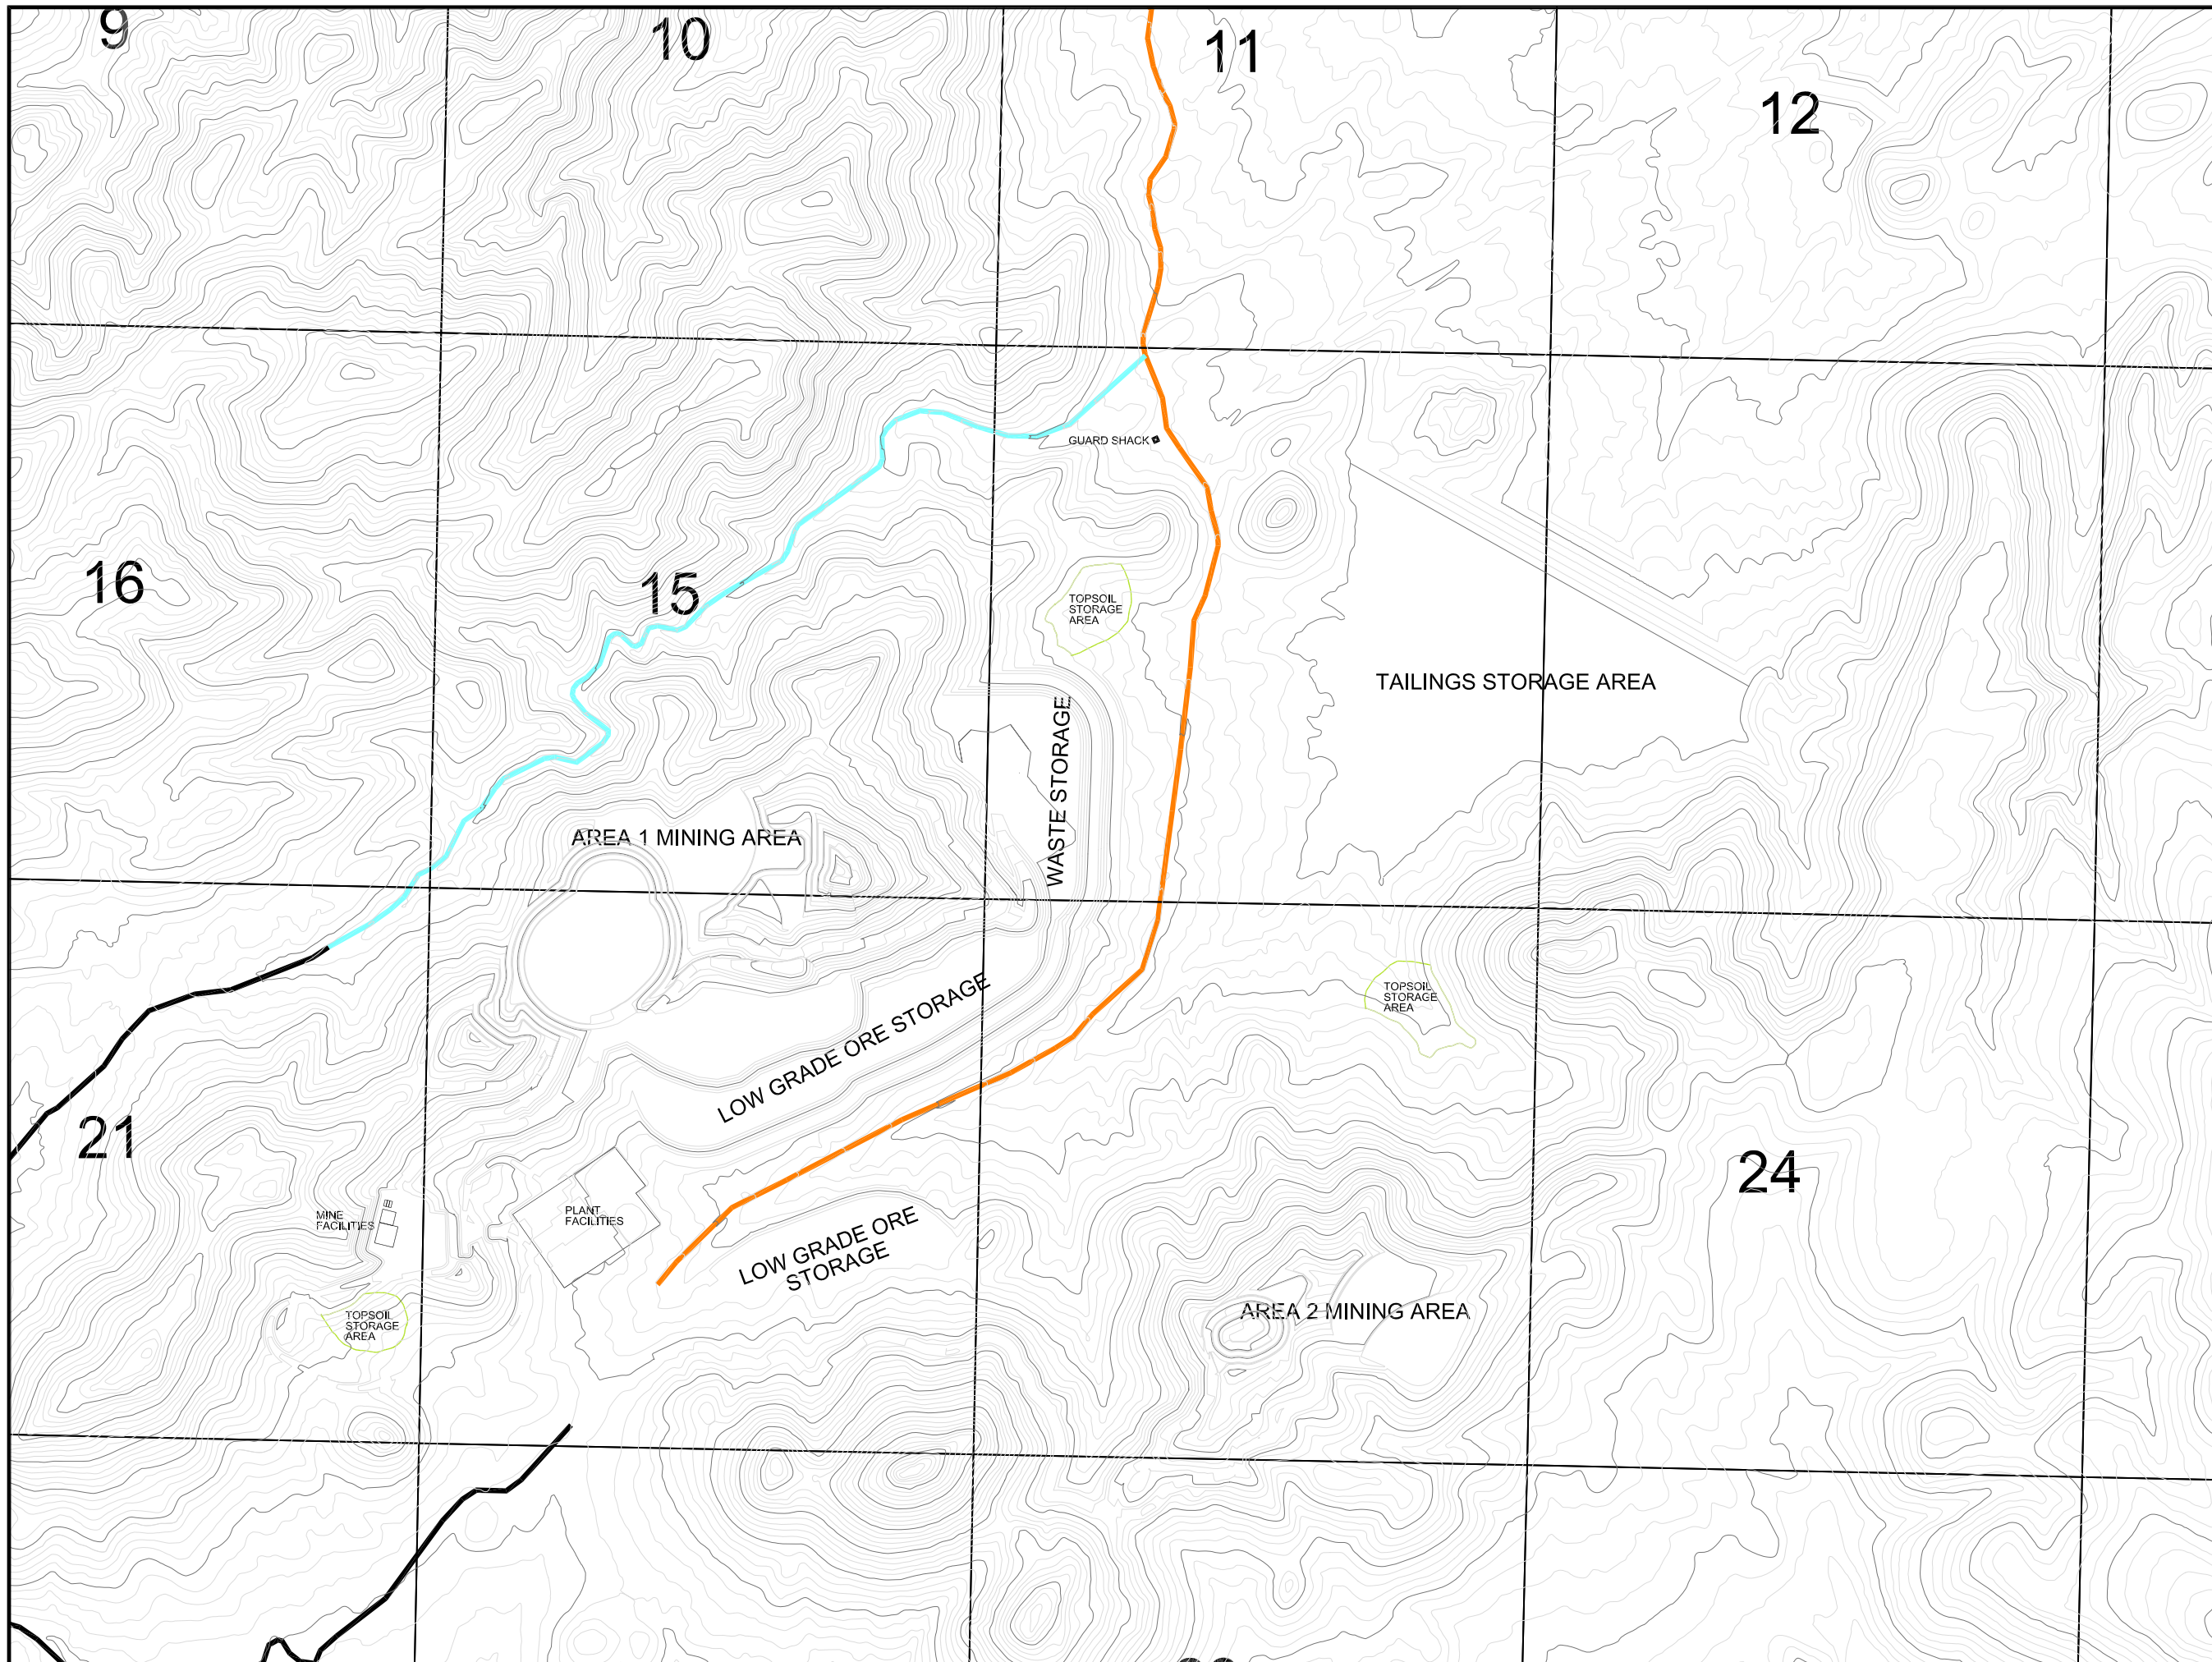 9
10
11
12
GUARD SHACK
16
15
TOPSOIL
STORAGE
AREA
TAILINGS STORAGE AREA
WASTE STORAGE
AREA 1 MINING AREA
TOPSOIL
STORAGE
AREA
LOW GRADE ORE STORAGE
21
24
MINE
FACILITIES
PLANT
FACILITIES
LOW GRADE ORE
STORAGE
TOPSOIL
STORAGE
AREA
AREA 2 MINING AREA